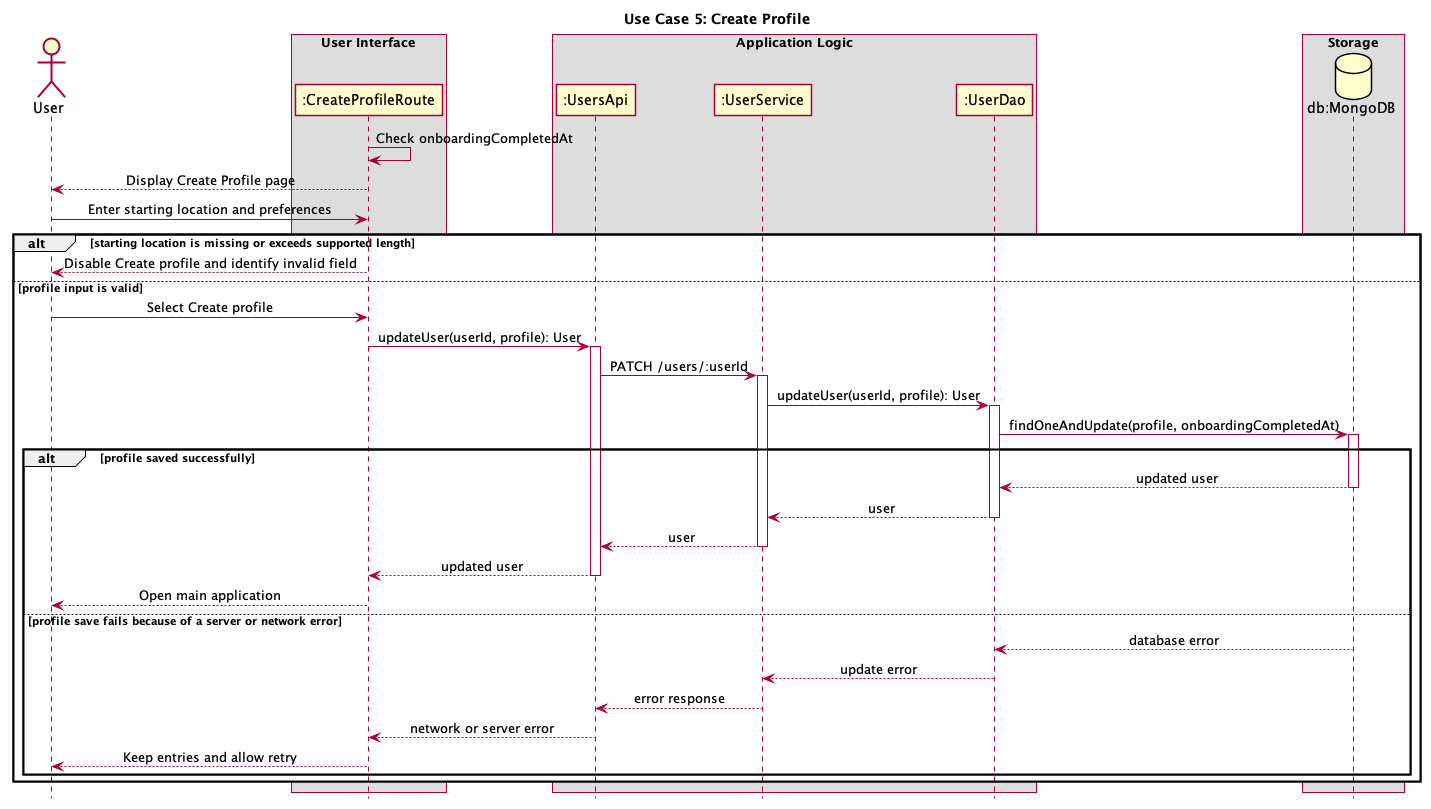 Use Case 5: Create Profile
User Interface
Application Logic
Storage
User
:CreateProfileRoute
:UsersApi
:UserService
:UserDao
db:MongoDB
Check onboardingCompletedAt
Display Create Profile page
Enter starting location and preferences
alt
[starting location is missing or exceeds supported length]
Disable Create profile and identify invalid field
[profile input is valid]
Select Create profile
updateUser(userId, profile): User
PATCH /users/:userId
updateUser(userId, profile): User
findOneAndUpdate(profile, onboardingCompletedAt)
alt
[profile saved successfully]
updated user
user
user
updated user
Open main application
[profile save fails because of a server or network error]
database error
update error
error response
network or server error
Keep entries and allow retry